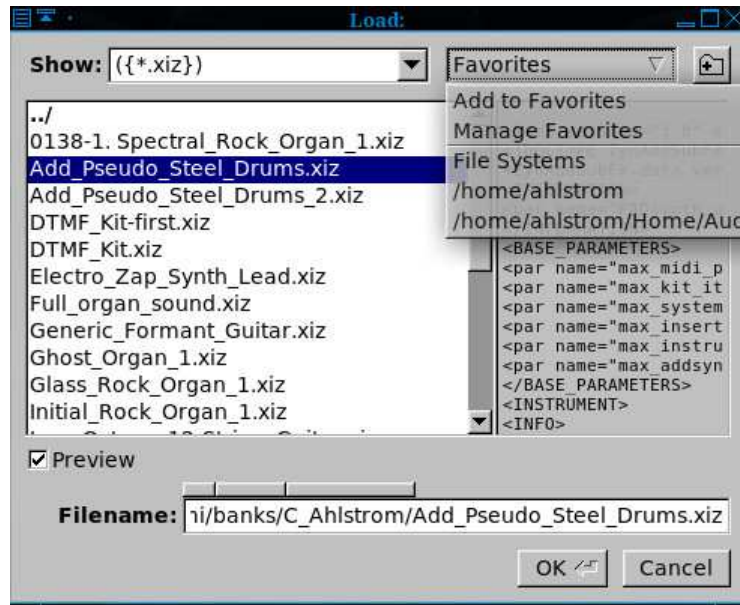 Load:
Show: ({*.xiz})
Favorites
Add to Favorites
Manage Favorites
File Systems
/home/ahlstrom
/home/ahlstrom/Home/Aud
../
0138-1. Spectral_Rock_Organ_1.xiz
Add_Pseudo_Steel_Drums.xiz
Add_Pseudo_Steel_Drums_2.xiz
DTMF_Kit-first.xiz
DTMF_Kit.xiz
Electro_Zap_Synth_Lead.xiz
Full_organ_sound.xiz
Generic_Formant_Guitar.xiz
Ghost_Organ_1.xiz
Glass_Rock_Organ_1.xiz
Initial_Rock_Organ_1.xiz
<BASE_PARAMETERS>
<par name="max_midi_p
<par name="max_kit_it
<par name="max_system
<par name="max_insert
<par name="max_instru
<par name="max_addsyn
</BASE_PARAMETERS>
<INSTRUMENT>
<INFO>
Preview
Filename: ni/banks/C_Ahlstrom/Add_Pseudo_Steel_Drums.xiz
OK
Cancel